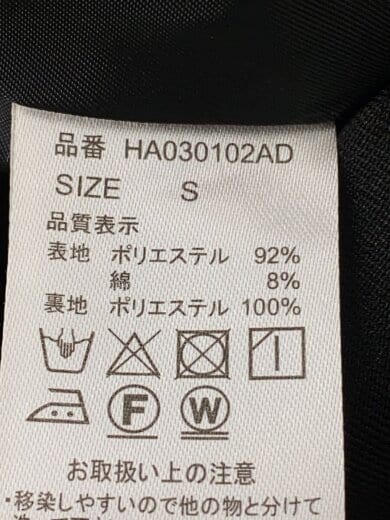 品番 HA030102AD
SIZE S
品質表示
表地 ポリエステル 92%
綿 8%
裏地 ポリエステル 100%
F W
お取扱い上の注意
・移染しやすいので他の物と分けて